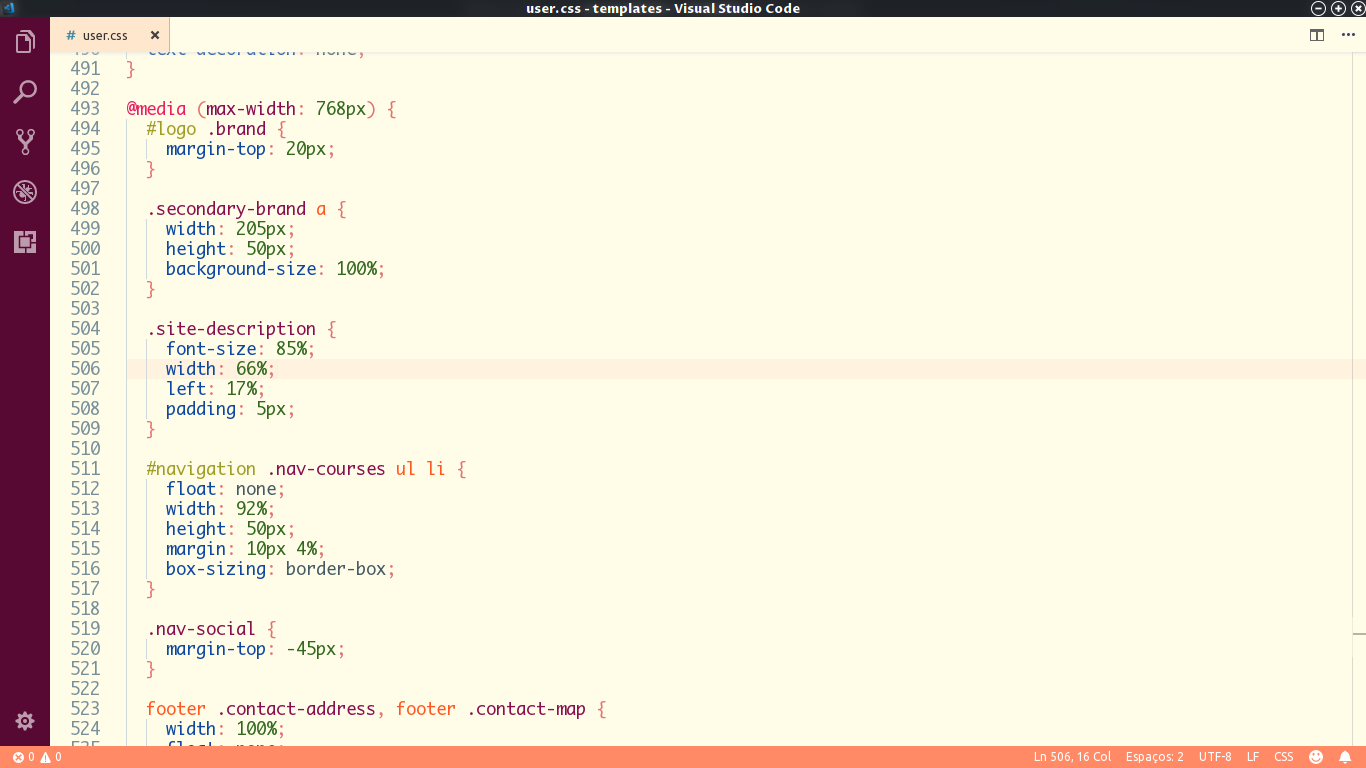 user.css - templates - Visual Studio Code
# user.css
490 text-decoration: none;
491 }
492
493 @media (max-width: 768px) {
494 #logo .brand {
495 margin-top: 20px;
496 }
497
498 .secondary-brand a {
499 width: 205px;
500 height: 50px;
501 background-size: 100%;
502 }
503
504 .site-description {
505 font-size: 85%;
506 width: 66%;
507 left: 17%;
508 padding: 5px;
509 }
510
511 #navigation .nav-courses ul li {
512 float: none;
513 width: 92%;
514 height: 50px;
515 margin: 10px 4%;
516 box-sizing: border-box;
517 }
518
519 .nav-social {
520 margin-top: -45px;
521 }
522
523 footer .contact-address, footer .contact-map {
524 width: 100%;
525 float: none;
0 0 Ln 506, 16 Col Espaços: 2 UTF-8 LF CSS